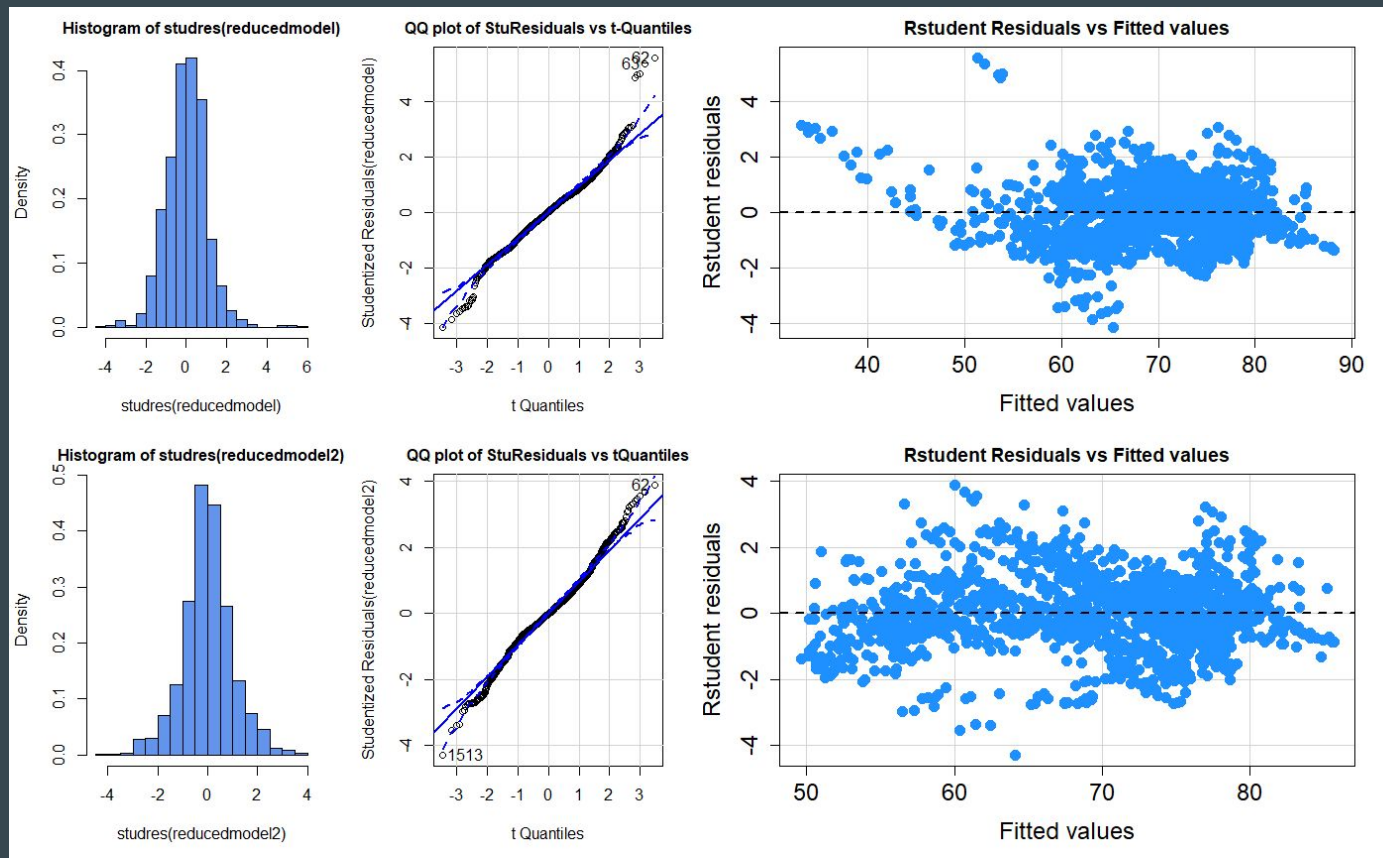 Histogram of studres(reducedmodel)
Density
0.0 0.1 0.2 0.3 0.4
-4 -2 0 2 4 6
studres(reducedmodel)
QQ plot of StuResiduals vs t-Quantiles
Studentized Residuals(reducedmodel)
-4 -2 0 2 4
62
63
-3 -2 -1 0 1 2 3
t Quantiles
Rstudent Residuals vs Fitted values
Rstudent residuals
-4 -2 0 2 4
40 50 60 70 80 90
Fitted values
Histogram of studres(reducedmodel2)
Density
0.0 0.1 0.2 0.3 0.4 0.5
-4 -2 0 2 4
studres(reducedmodel2)
QQ plot of StuResiduals vs tQuantiles
Studentized Residuals(reducedmodel2)
-4 -2 0 2 4
62
1513
-3 -2 -1 0 1 2 3
t Quantiles
Rstudent Residuals vs Fitted values
Rstudent residuals
-4 -2 0 2 4
50 60 70 80
Fitted values